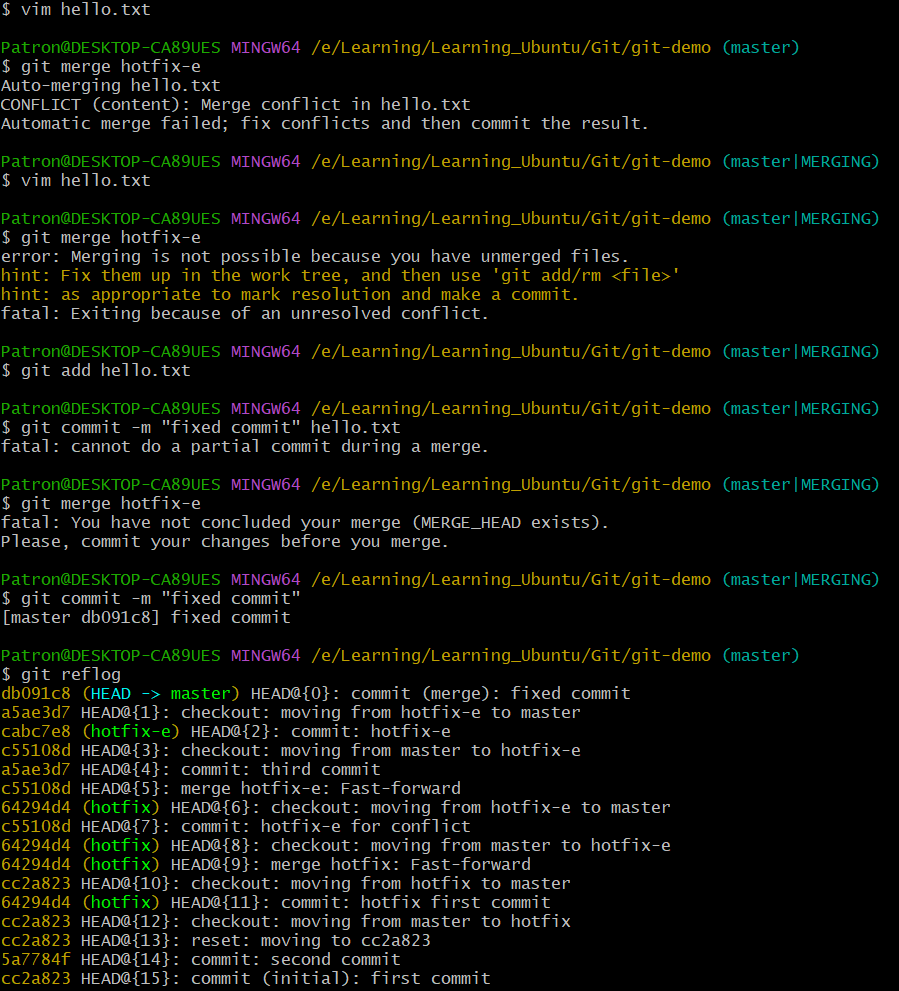 $ vim hello.txt
Patron@DESKTOP-CA89UES MINGW64 /e/Learning/Learning_Ubuntu/Git/git-demo (master)
$ git merge hotfix-e
Auto-merging hello.txt
CONFLICT (content): Merge conflict in hello.txt
Automatic merge failed; fix conflicts and then commit the result.
Patron@DESKTOP-CA89UES MINGW64 /e/Learning/Learning_Ubuntu/Git/git-demo (master|MERGING)
$ vim hello.txt
Patron@DESKTOP-CA89UES MINGW64 /e/Learning/Learning_Ubuntu/Git/git-demo (master|MERGING)
$ git merge hotfix-e
error: Merging is not possible because you have unmerged files.
hint: Fix them up in the work tree, and then use 'git add/rm <file>'
hint: as appropriate to mark resolution and make a commit.
fatal: Exiting because of an unresolved conflict.
Patron@DESKTOP-CA89UES MINGW64 /e/Learning/Learning_Ubuntu/Git/git-demo (master|MERGING)
$ git add hello.txt
Patron@DESKTOP-CA89UES MINGW64 /e/Learning/Learning_Ubuntu/Git/git-demo (master|MERGING)
$ git commit -m "fixed commit" hello.txt
fatal: cannot do a partial commit during a merge.
Patron@DESKTOP-CA89UES MINGW64 /e/Learning/Learning_Ubuntu/Git/git-demo (master|MERGING)
$ git merge hotfix-e
fatal: You have not concluded your merge (MERGE_HEAD exists).
Please, commit your changes before you merge.
Patron@DESKTOP-CA89UES MINGW64 /e/Learning/Learning_Ubuntu/Git/git-demo (master|MERGING)
$ git commit -m "fixed commit"
[master db091c8] fixed commit
Patron@DESKTOP-CA89UES MINGW64 /e/Learning/Learning_Ubuntu/Git/git-demo (master)
$ git reflog
db091c8 (HEAD -> master) HEAD@{0}: commit (merge): fixed commit
a5ae3d7 HEAD@{1}: checkout: moving from hotfix-e to master
cabc7e8 (hotfix-e) HEAD@{2}: commit: hotfix-e
c55108d HEAD@{3}: checkout: moving from master to hotfix-e
a5ae3d7 HEAD@{4}: commit: third commit
c55108d HEAD@{5}: merge hotfix-e: Fast-forward
64294d4 (hotfix) HEAD@{6}: checkout: moving from hotfix-e to master
c55108d HEAD@{7}: commit: hotfix-e for conflict
64294d4 (hotfix) HEAD@{8}: checkout: moving from master to hotfix-e
64294d4 (hotfix) HEAD@{9}: merge hotfix: Fast-forward
cc2a823 HEAD@{10}: checkout: moving from hotfix to master
64294d4 (hotfix) HEAD@{11}: commit: hotfix first commit
cc2a823 HEAD@{12}: checkout: moving from master to hotfix
cc2a823 HEAD@{13}: reset: moving to cc2a823
5a7784f HEAD@{14}: commit: second commit
cc2a823 HEAD@{15}: commit (initial): first commit